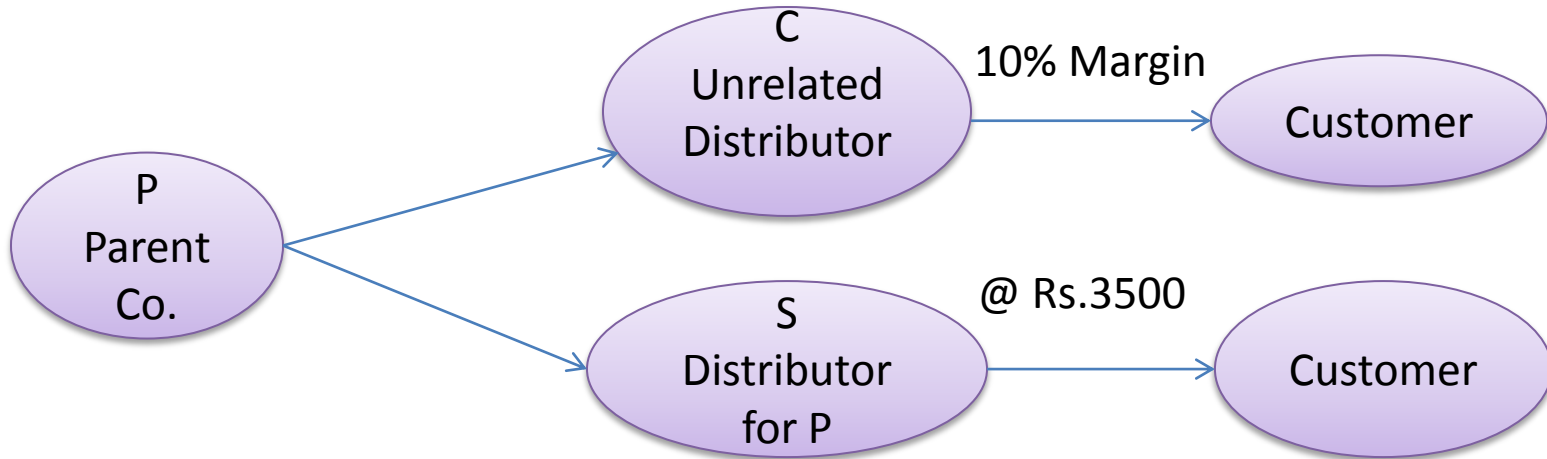 P
Parent
Co.
C
Unrelated
Distributor
10% Margin
Customer
S
Distributor
for P
@ Rs.3500
Customer